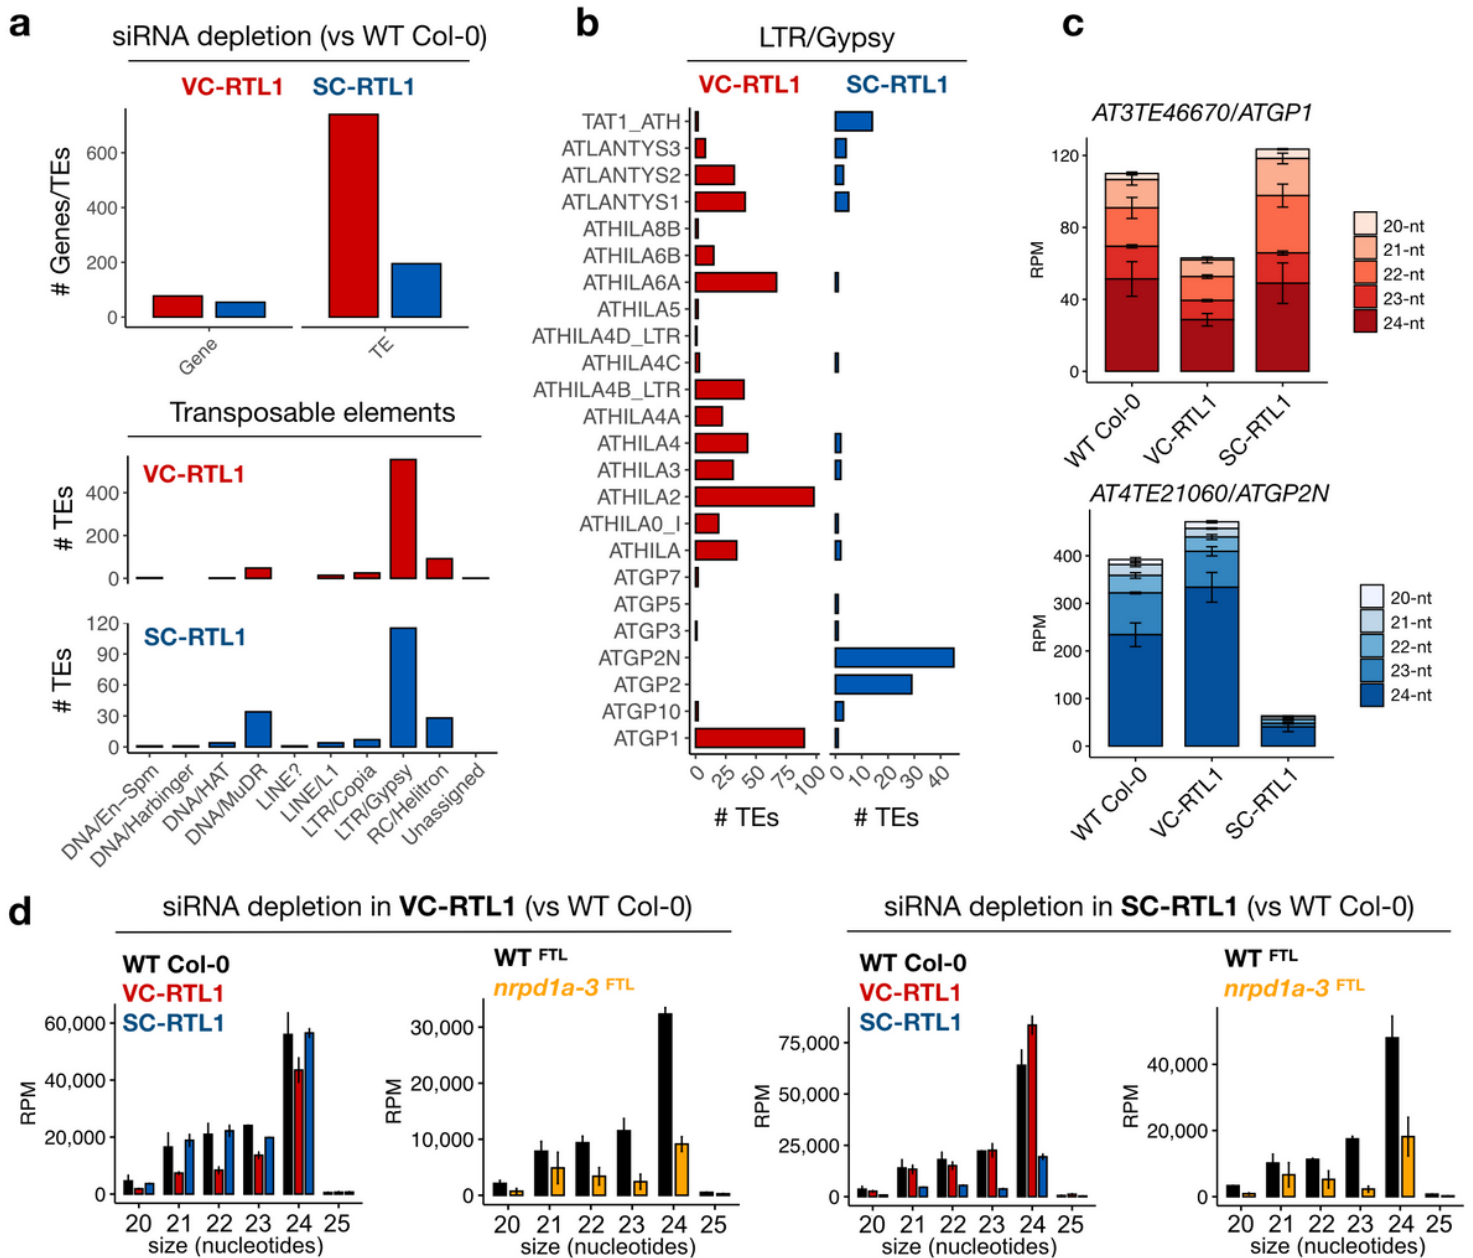 a
siRNA depletion (vs WT Col-0)
VC-RTL1 SC-RTL1
# Genes/TEs
600
400
200
0
Gene TE
Transposable elements
VC-RTL1
# TEs
400
200
0
SC-RTL1
# TEs
120
90
60
30
0
DNA/En-Spm
DNA/Harbinger
DNA/HAT
DNA/MuDR
LINE?
LINE/L1
LTR/Copia
LTR/Gypsy
RC/Helitron
Unassigned
b
LTR/Gypsy
VC-RTL1 SC-RTL1
TAT1_ATH
ATLANTYS3
ATLANTYS2
ATLANTYS1
ATHILA8B
ATHILA6B
ATHILA6A
ATHILA5
ATHILA4D_LTR
ATHILA4C
ATHILA4B_LTR
ATHILA4A
ATHILA4
ATHILA3
ATHILA2
ATHILA0_I
ATHILA
ATGP7
ATGP5
ATGP3
ATGP2N
ATGP2
ATGP10
ATGP1
0 25 50 75 100 0 10 20 30 40
# TEs # TEs
c
AT3TE46670/ATGP1
RPM
120
80
40
0
WT Col-0 VC-RTL1 SC-RTL1
20-nt
21-nt
22-nt
23-nt
24-nt
AT4TE21060/ATGP2N
RPM
400
300
200
100
0
WT Col-0 VC-RTL1 SC-RTL1
20-nt
21-nt
22-nt
23-nt
24-nt
d
siRNA depletion in VC-RTL1 (vs WT Col-0)
WT Col-0
VC-RTL1
SC-RTL1
RPM
60,000
40,000
20,000
0
20 21 22 23 24 25
size (nucleotides)
WT FTL
nrpd1a-3 FTL
RPM
30,000
20,000
10,000
0
20 21 22 23 24 25
size (nucleotides)
siRNA depletion in SC-RTL1 (vs WT Col-0)
WT Col-0
VC-RTL1
SC-RTL1
RPM
75,000
50,000
25,000
0
20 21 22 23 24 25
size (nucleotides)
WT FTL
nrpd1a-3 FTL
RPM
40,000
20,000
0
20 21 22 23 24 25
size (nucleotides)